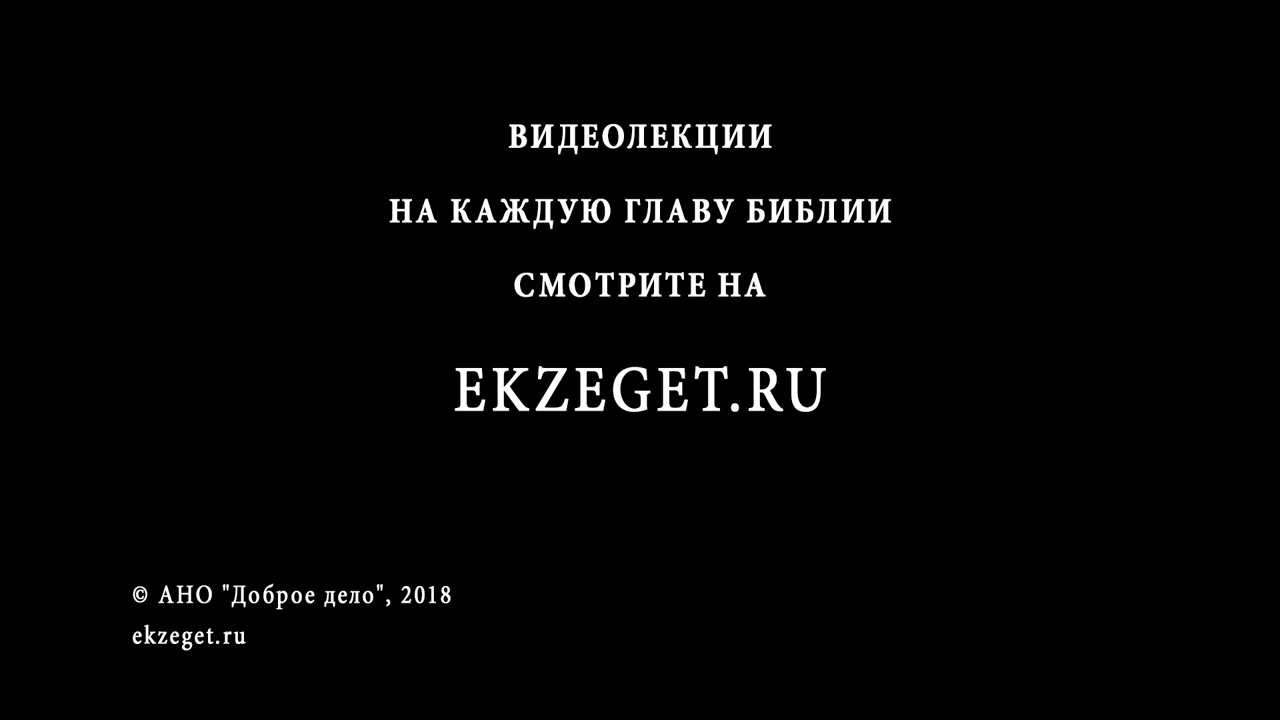 ВИДЕОЛЕКЦИИ
НА КАЖДУЮ ГЛАВУ БИБЛИИ
СМОТРИТЕ НА
EKZEGET.RU
© АНО "Доброе дело", 2018
ekzeget.ru